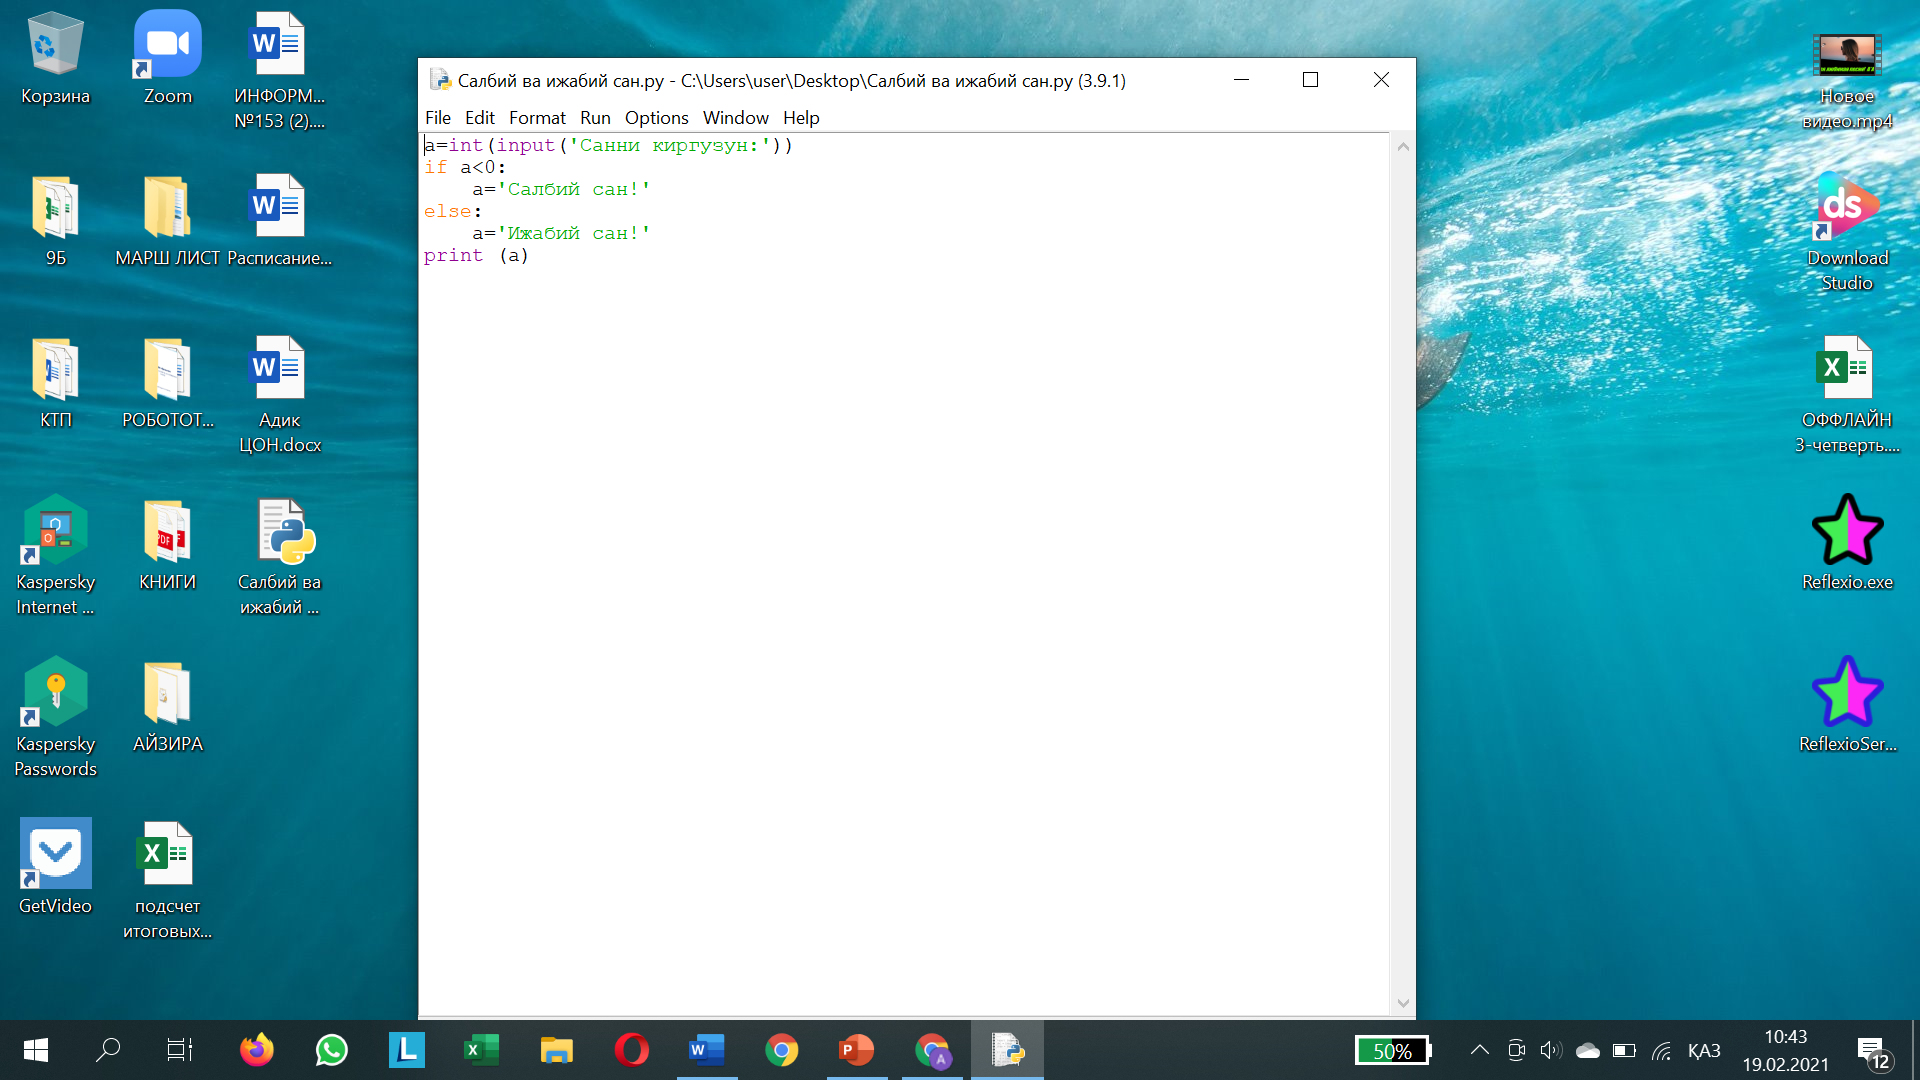 Корзина
Zoom
ИНФОРМ...
№153 (2)....
9Б
МАРШ ЛИСТ
Расписание...
КТП
РОБОТОТ...
Адик
ЦОН.docx
Kaspersky
Internet ...
КНИГИ
Салбий ва
ижабий ...
Kaspersky
Passwords
АЙЗИРА
GetVideo
подсчет
итоговых...
Салбий ва ижабий сан.py - C:\Users\user\Desktop\Салбий ва ижабий сан.py (3.9.1)
File Edit Format Run Options Window Help
a=int(input('Санни киргузун:'))
if a<0:
    a='Салбий сан!'
else:
    a='Ижабий сан!'
print (a)
Новое
видео.mp4
ds
Download
Studio
ОФФЛАЙН
3-четверть....
Reflexio.exe
ReflexioSer...
50%
ҚАЗ
10:43
19.02.2021
12